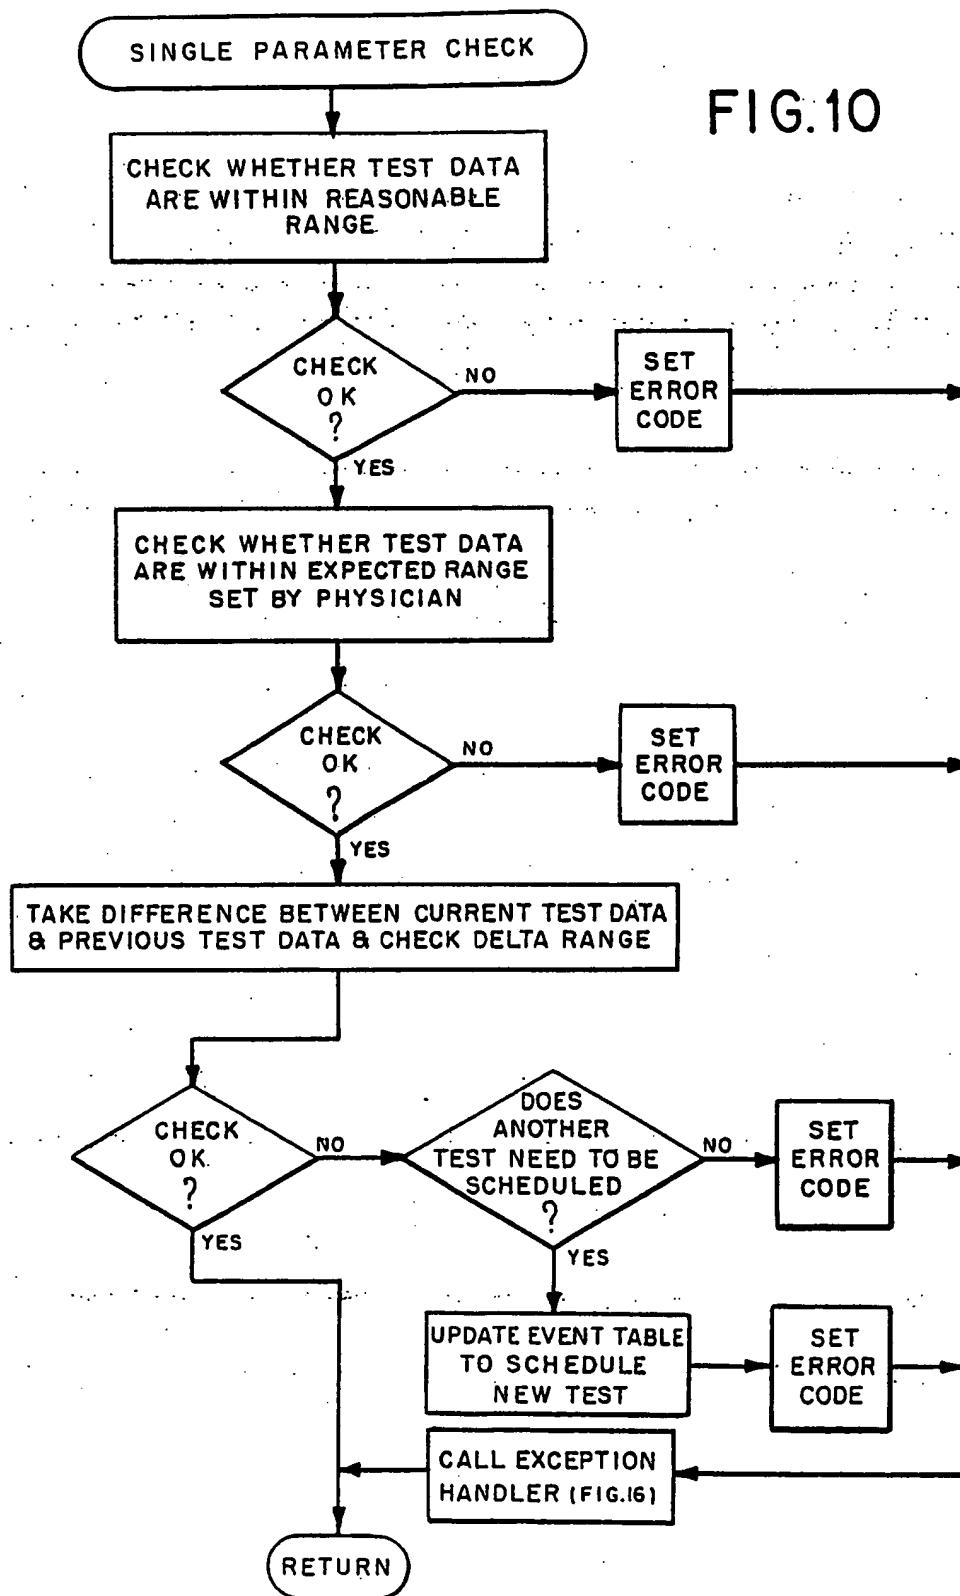 SINGLE PARAMETER CHECK
FIG.10
CHECK WHETHER TEST DATA
ARE WITHIN REASONABLE
RANGE
CHECK
OK
?
NO
SET
ERROR
CODE
YES
CHECK WHETHER TEST DATA
ARE WITHIN EXPECTED RANGE
SET BY PHYSICIAN
CHECK
OK
?
NO
SET
ERROR
CODE
YES
TAKE DIFFERENCE BETWEEN CURRENT TEST DATA
& PREVIOUS TEST DATA & CHECK DELTA RANGE
CHECK
OK
?
NO
DOES
ANOTHER
TEST NEED TO BE
SCHEDULED
?
NO
SET
ERROR
CODE
YES
YES
UPDATE EVENT TABLE
TO SCHEDULE
NEW TEST
SET
ERROR
CODE
CALL EXCEPTION
HANDLER (FIG.16)
RETURN